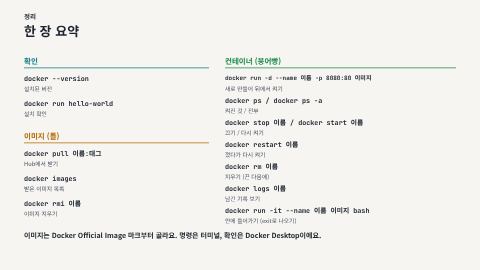 정리
한 장 요약
확인
docker --version
설치된 버전
docker run hello-world
설치 확인
이미지 (틀)
docker pull 이름:태그
Hub에서 받기
docker images
받은 이미지 목록
docker rmi 이름
이미지 지우기
컨테이너 (붕어빵)
docker run -d --name 이름 -p 8080:80 이미지
새로 만들어 뒤에서 켜기
docker ps / docker ps -a
켜진 것 / 전부
docker stop 이름 / docker start 이름
끄기 / 다시 켜기
docker restart 이름
껐다가 다시 켜기
docker rm 이름
지우기 (끈 다음에)
docker logs 이름
남긴 기록 보기
docker run -it --name 이름 이미지 bash
안에 들어가기 (exit로 나오기)
이미지는 Docker Official Image 마크부터 골라요. 명령은 터미널, 확인은 Docker Desktop이에요.